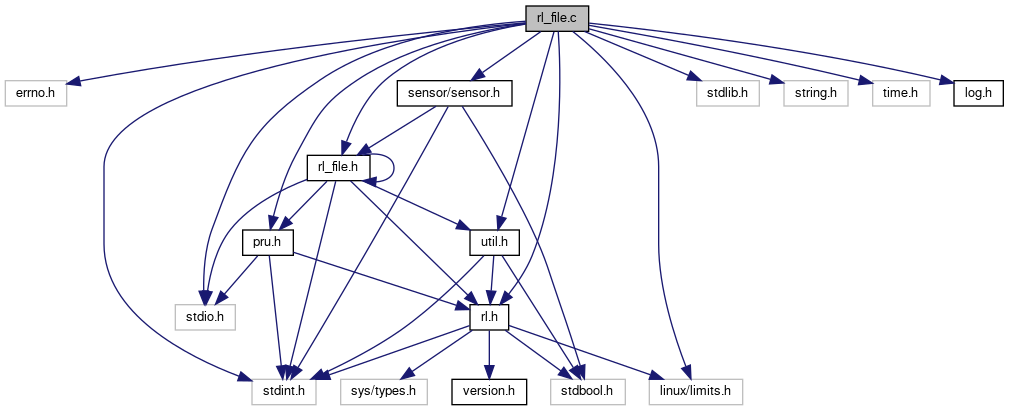 rl_file.c
errno.h
sensor/sensor.h
stdlib.h
string.h
time.h
log.h
rl_file.h
pru.h
util.h
stdio.h
rl.h
stdint.h
sys/types.h
version.h
stdbool.h
linux/limits.h